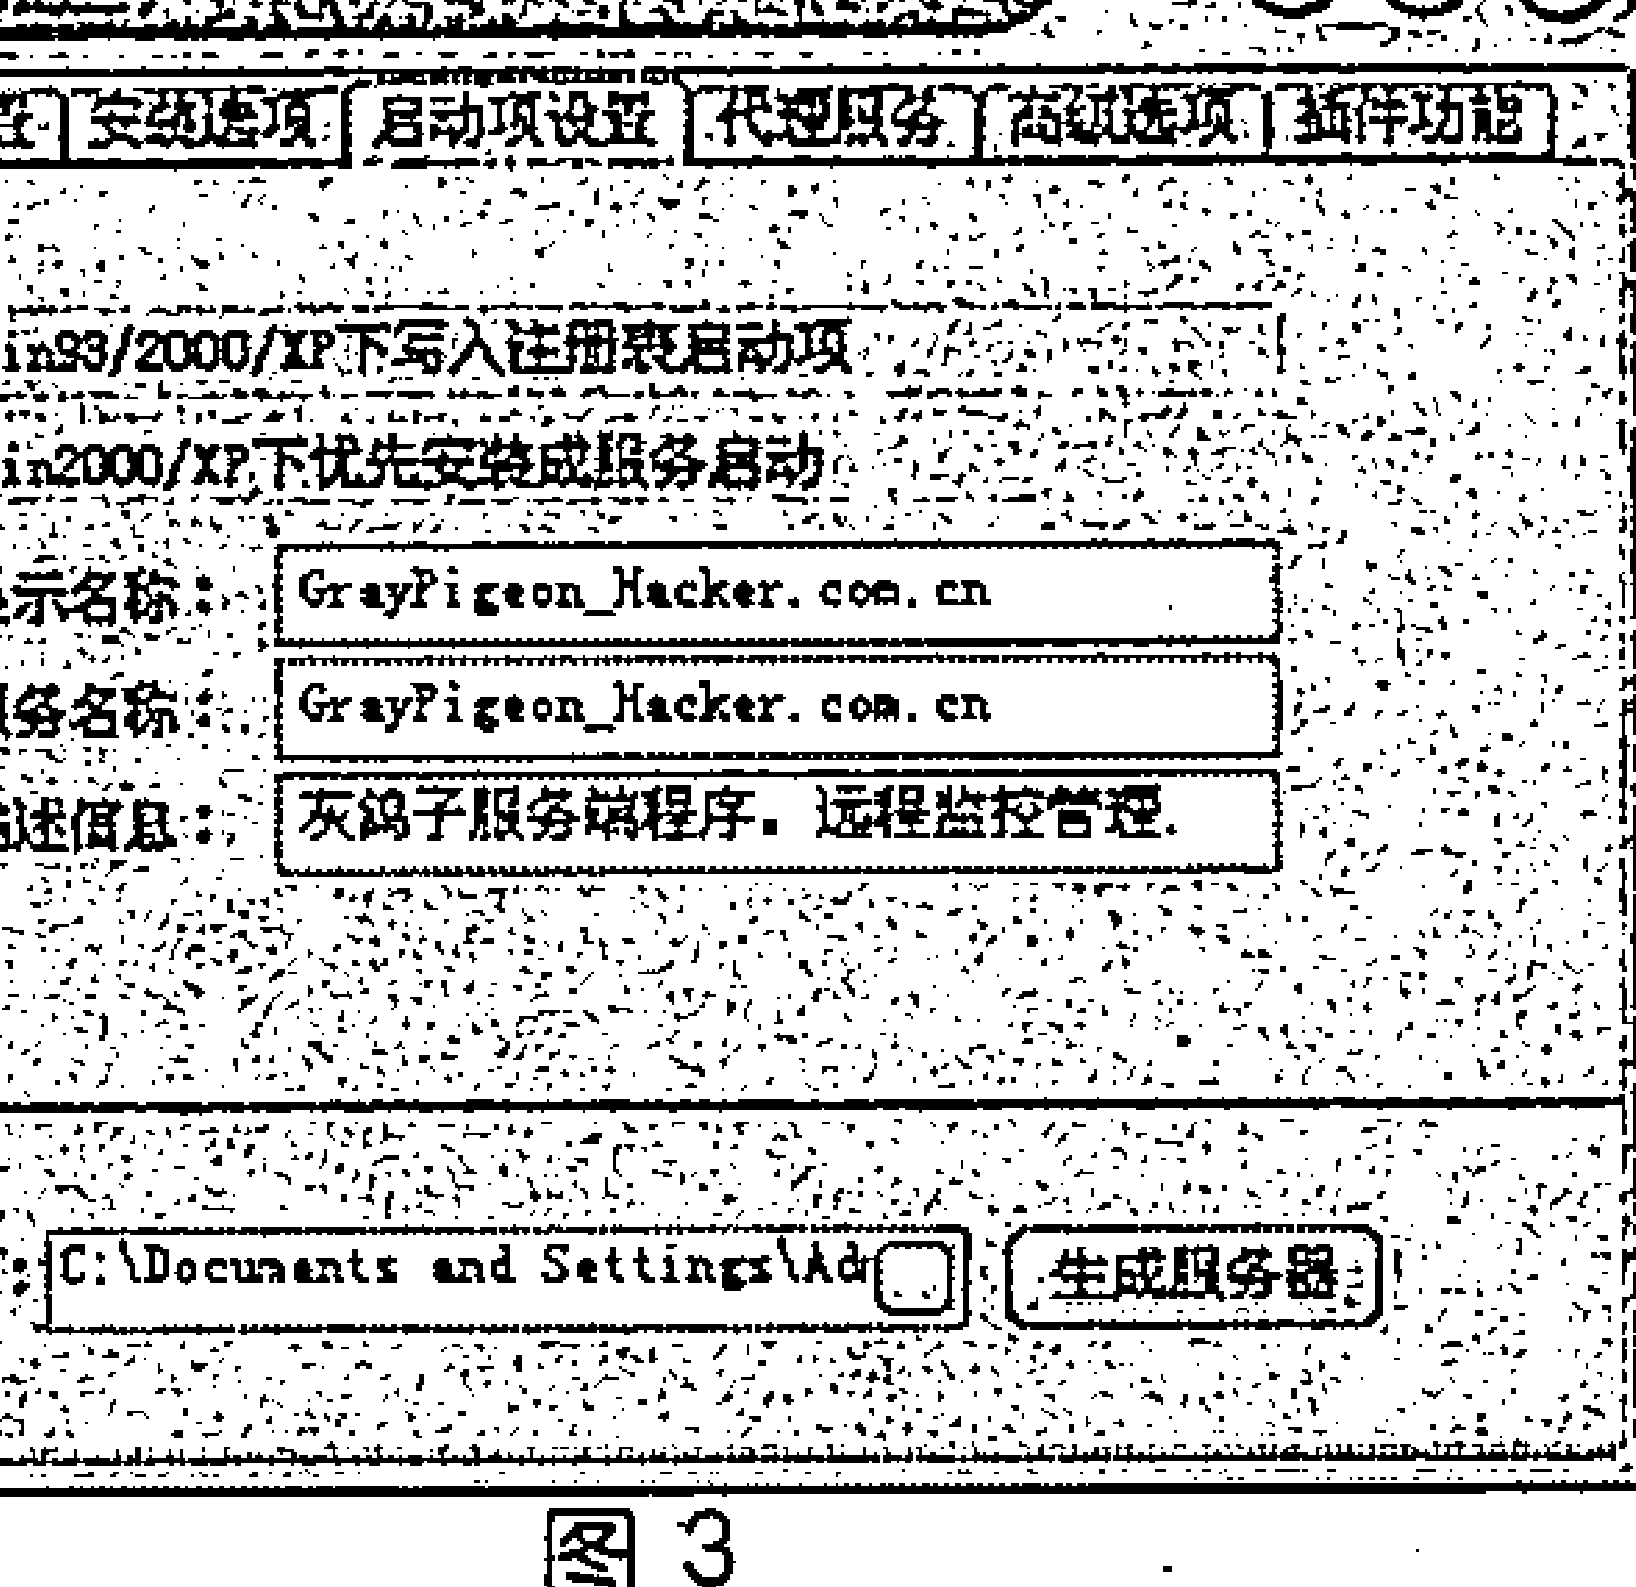 安装选项 启动项设置 代理服务 高级选项 插件功能
in93/2000/XP下写入注册表启动项
in2000/XP下优先安装成服务启动
示名称： GrayPigeon_Hacker.com.cn
务名称： GrayPigeon_Hacker.com.cn
述信息： 灰鸽子服务端程序。远程监控管理.
: C:\Documents and Settings\Ad 生成服务器
图 3